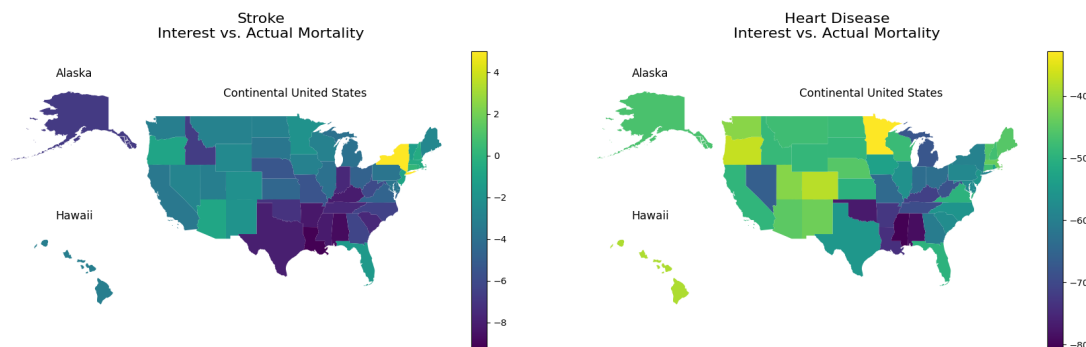 Stroke
Interest vs. Actual Mortality
Alaska
Continental United States
Hawaii
4
2
0
−2
−4
−6
−8
Heart Disease
Interest vs. Actual Mortality
Alaska
Continental United States
Hawaii
−40
−50
−60
−70
−80